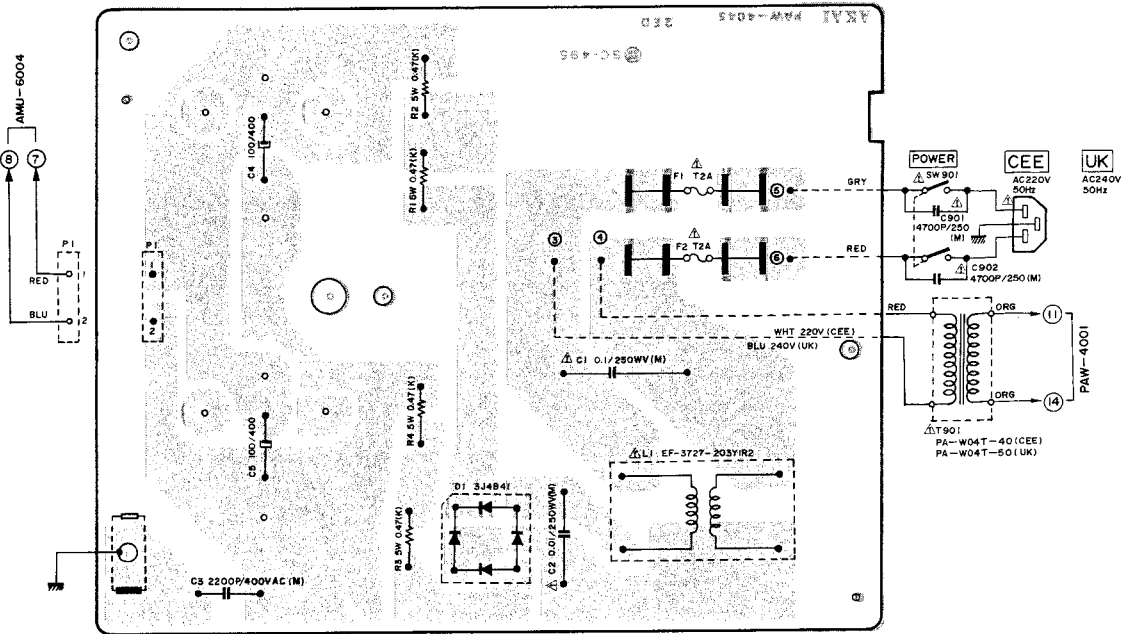 AKAI PAW-4045 2ED
SC-495
AMU-6004
8 7
P1
P1
1
RED
1
BLU 2
2
C4 100/400
R2 5W 0.47(K)
R1 5W 0.47(K)
F1 T2A
5
GRY
3
4
F2 T2A
6
RED
POWER
SW901
C901
4700P/250
(M)
C902
4700P/250(M)
CEE
AC220V
50Hz
UK
AC240V
50Hz
RED
WHT 220V(CEE)
BLU 240V(UK)
ORG
11
PAW-4001
ORG
14
T901
PA-W04T-40(CEE)
PA-W04T-50(UK)
C1 0.1/250WV(M)
R4 5W 0.47(K)
C5 100/400
L1 EF-3727-203Y1R2
D1 3J4B41
C2 0.01/250WV(M)
R3 5W 0.47(K)
C3 2200P/400VAC(M)